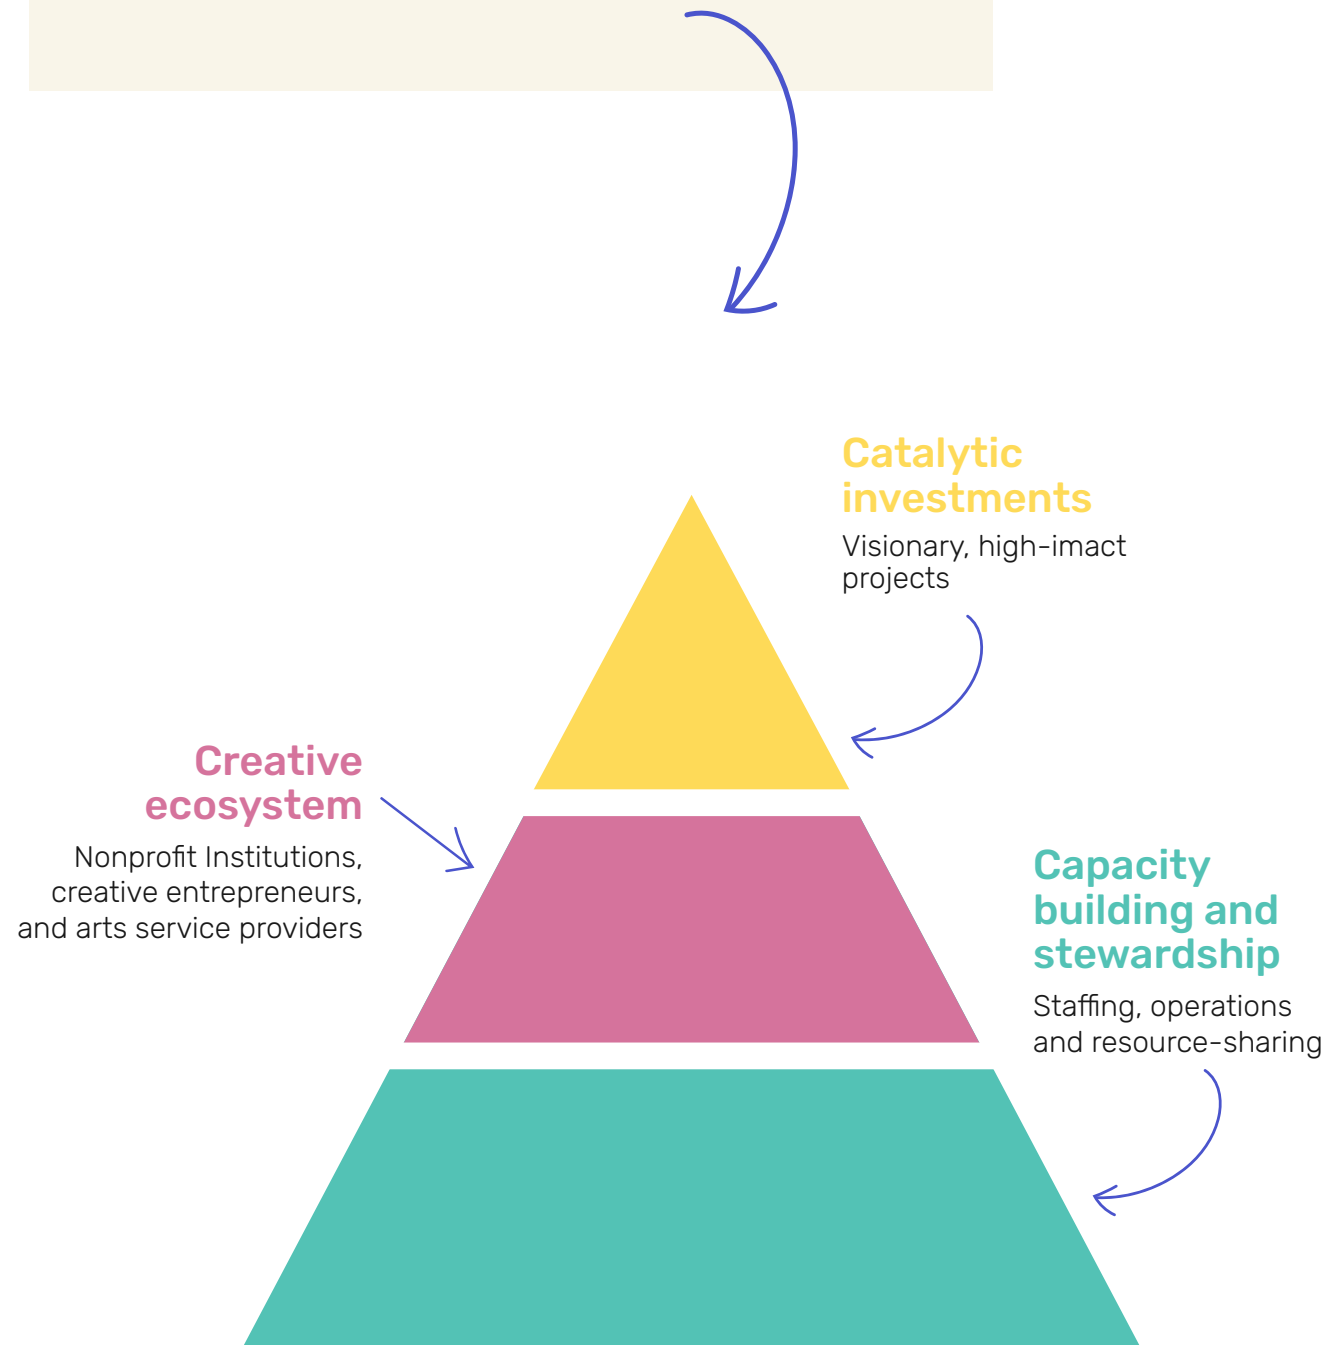 Catalytic
investments
Visionary, high-imact
projects
Creative
ecosystem
Nonprofit Institutions,
creative entrepreneurs,
and arts service providers
Capacity
building and
stewardship
Staffing, operations
and resource-sharing